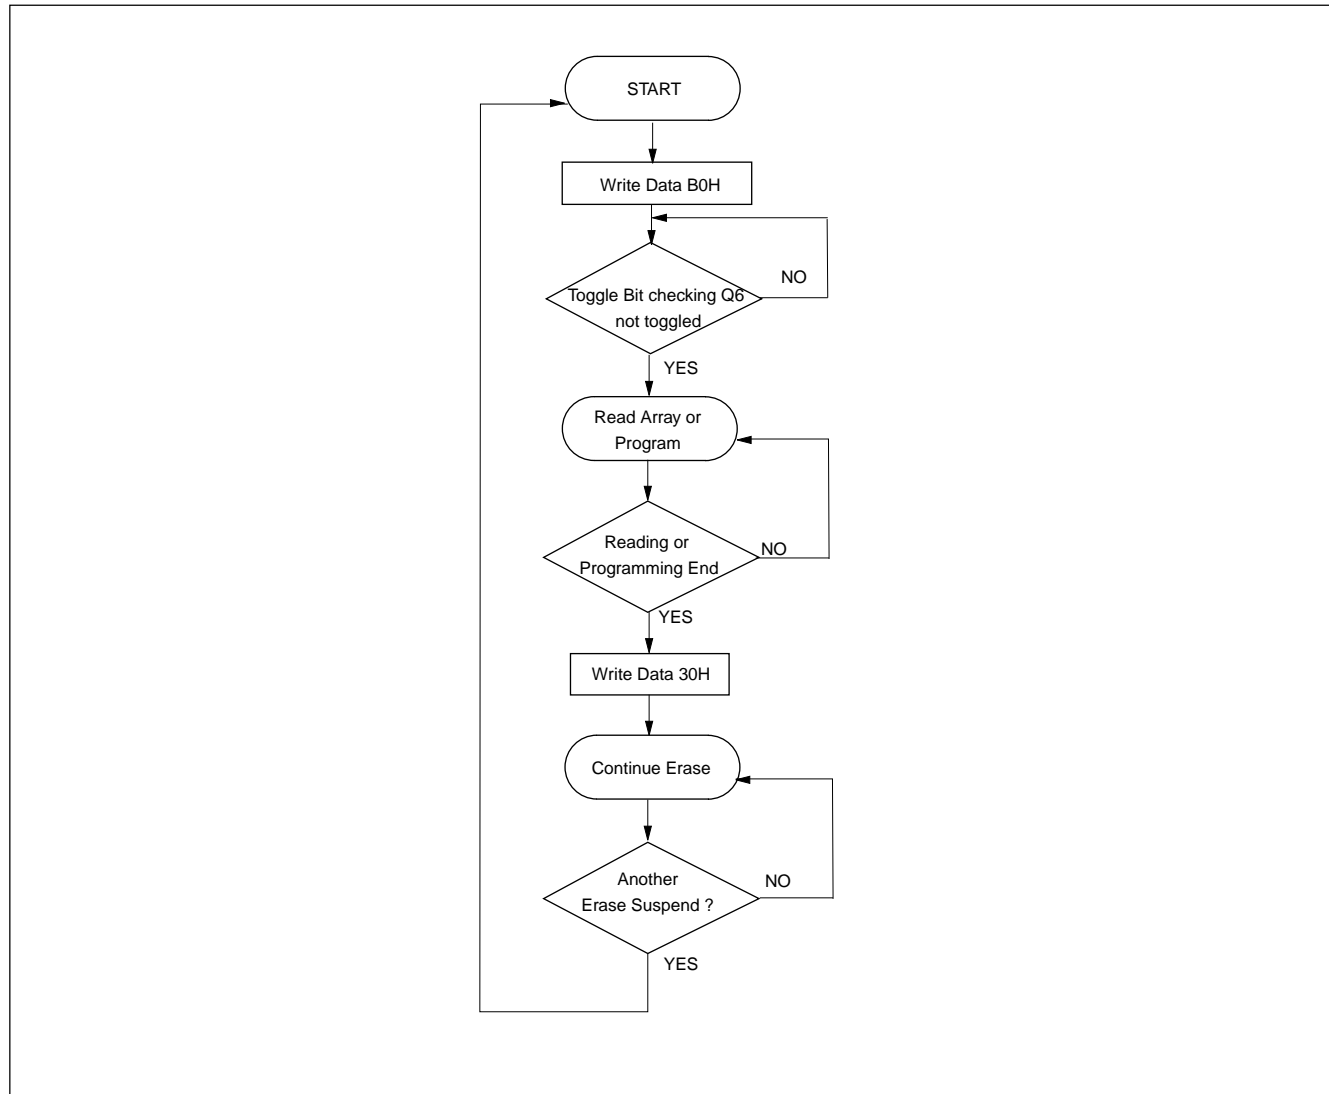 START
Write Data B0H
NO
Toggle Bit checking Q6
not toggled
YES
Read Array or
Program
Reading or
Programming End
NO
YES
Write Data 30H
Continue Erase
Another
Erase Suspend ?
NO
YES